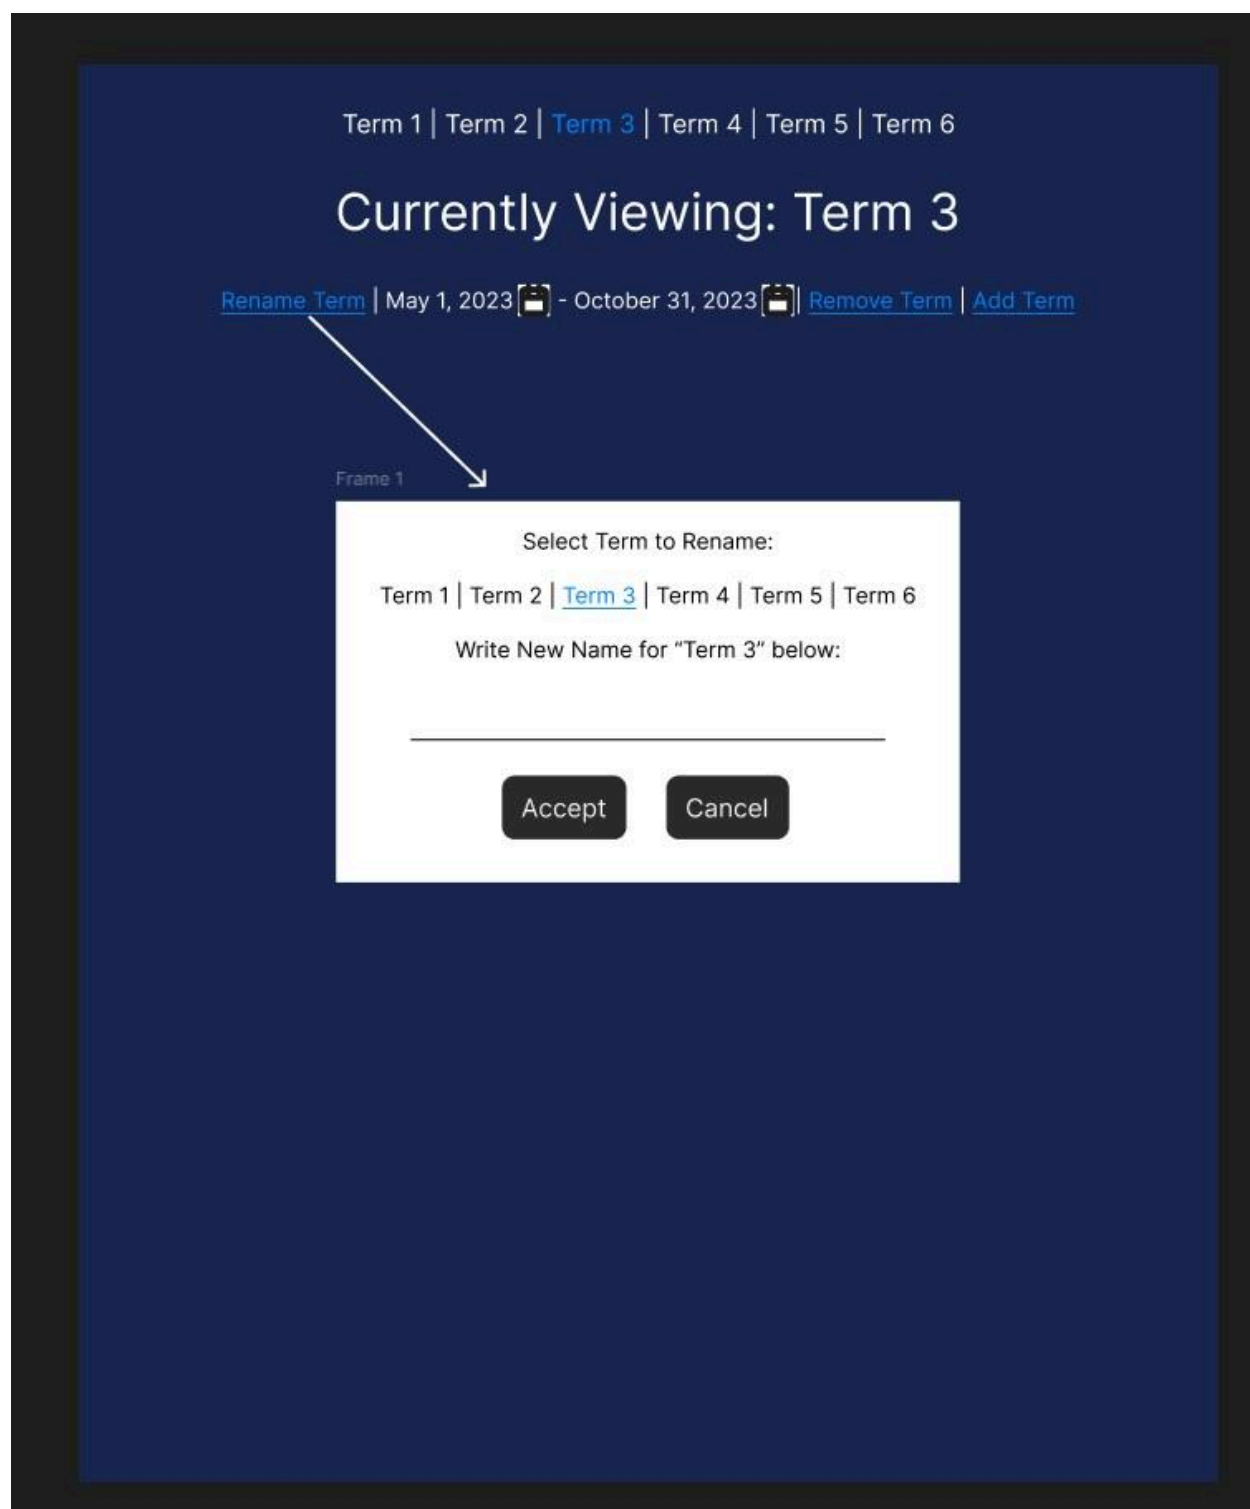 Term 1 | Term 2 | Term 3 | Term 4 | Term 5 | Term 6
Currently Viewing: Term 3
Rename Term | May 1, 2023 - October 31, 2023 | Remove Term | Add Term
Frame 1
Select Term to Rename:
Term 1 | Term 2 | Term 3 | Term 4 | Term 5 | Term 6
Write New Name for “Term 3” below:
Accept Cancel